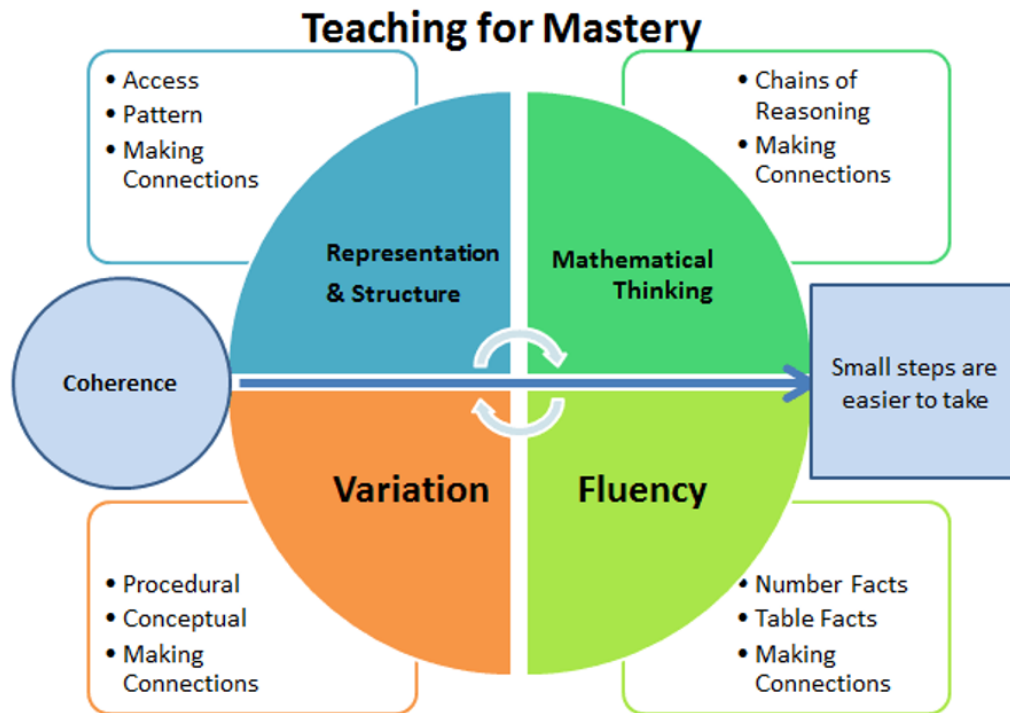 Teaching for Mastery
• Access
• Pattern
• Making
Connections
• Chains of
Reasoning
• Making
Connections
Representation
& Structure
Mathematical
Thinking
Coherence
Small steps are
easier to take
Variation
Fluency
• Procedural
• Conceptual
• Making
Connections
• Number Facts
• Table Facts
• Making
Connections